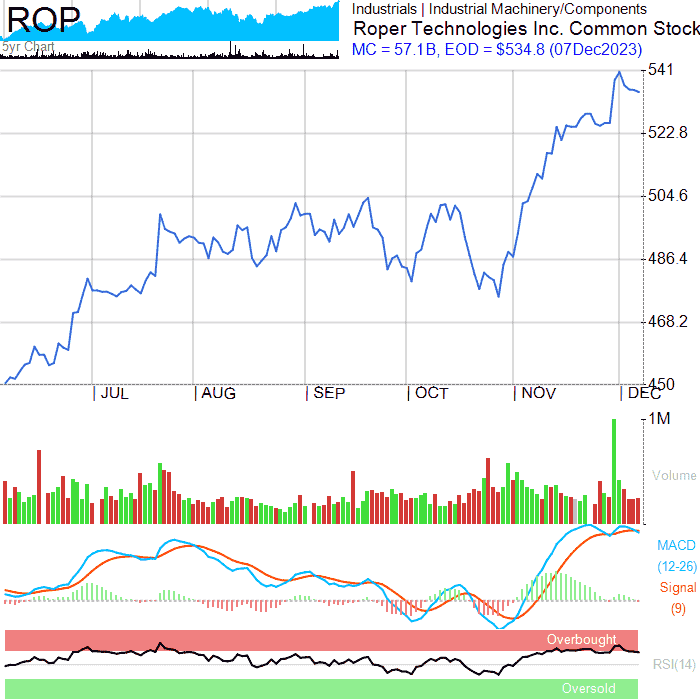 ROP
5yr Chart
Industrials | Industrial Machinery/Components
Roper Technologies Inc. Common Stock
MC = 57.1B, EOD = $534.8 (07Dec2023)
541
522.8
504.6
486.4
468.2
450
JUL AUG SEP OCT NOV DEC
1M
Volume
MACD
(12-26)
Signal
(9)
Overbought
RSI(14)
Oversold